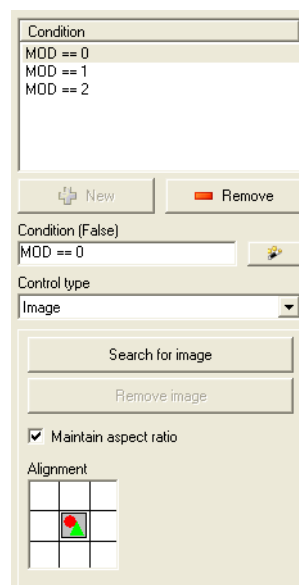 Condition
MOD == 0
MOD == 1
MOD == 2
New
Remove
Condition (False)
MOD == 0
Control type
Image
Search for image
Remove image
Maintain aspect ratio
Alignment